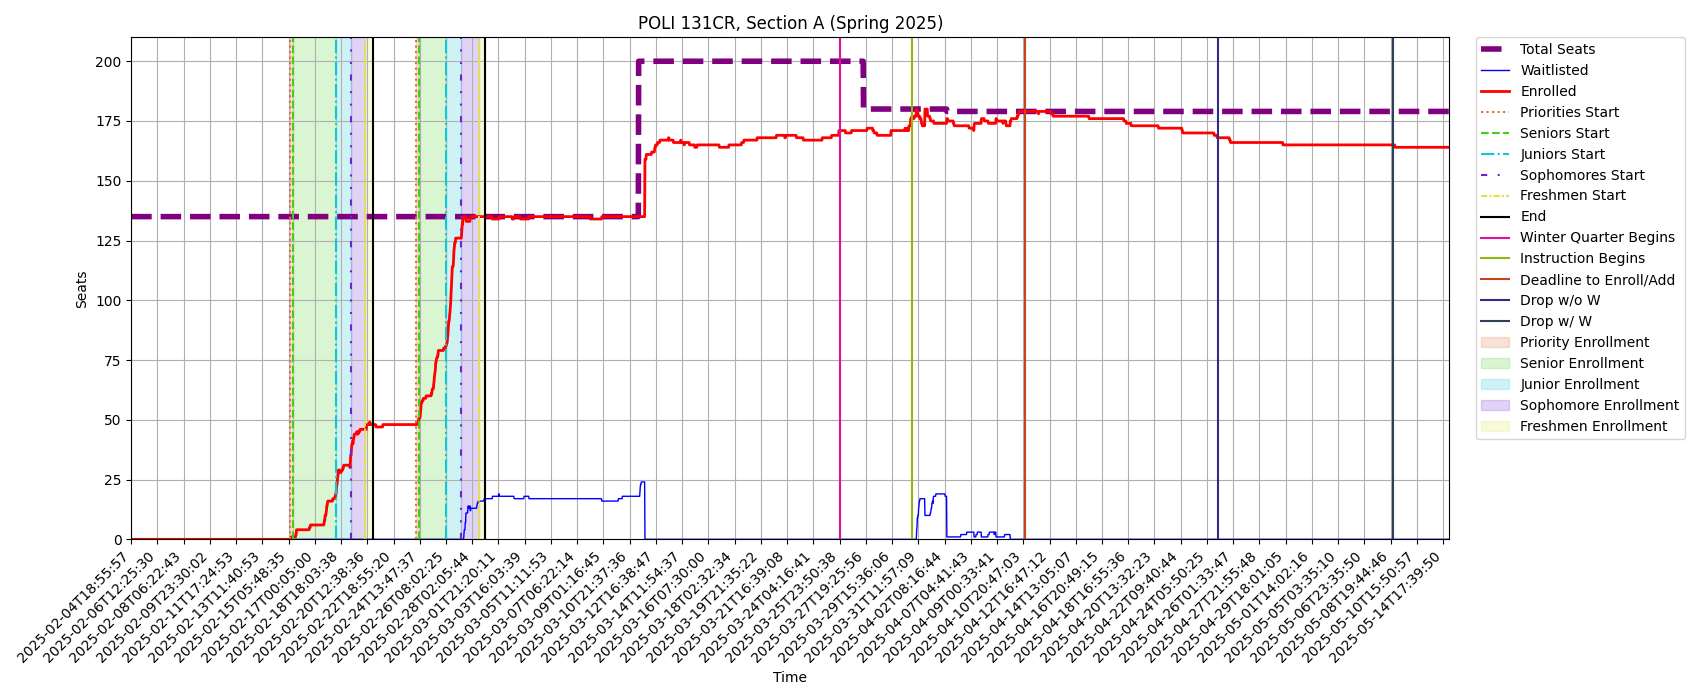 POLI 131CR, Section A (Spring 2025)
Seats
200
175
150
125
100
75
50
25
0
2025-02-04T18:55:57
2025-02-06T12:25:30
2025-02-08T06:22:43
2025-02-09T23:30:02
2025-02-11T17:24:53
2025-02-13T11:40:53
2025-02-15T05:48:35
2025-02-17T00:05:00
2025-02-18T18:03:38
2025-02-20T12:38:36
2025-02-22T18:55:20
2025-02-24T13:47:37
2025-02-26T08:02:25
2025-02-28T02:05:44
2025-03-01T21:20:11
2025-03-03T16:03:39
2025-03-05T11:11:53
2025-03-07T06:22:14
2025-03-09T01:16:45
2025-03-10T21:37:36
2025-03-12T16:38:47
2025-03-14T11:54:37
2025-03-16T07:30:00
2025-03-18T02:32:34
2025-03-19T21:35:22
2025-03-21T16:39:08
2025-03-24T04:16:41
2025-03-25T23:50:38
2025-03-27T19:25:56
2025-03-29T15:36:06
2025-03-31T11:57:09
2025-04-02T08:16:44
2025-04-07T04:41:43
2025-04-09T00:33:41
2025-04-10T20:47:03
2025-04-12T16:47:12
2025-04-14T13:05:07
2025-04-16T20:49:15
2025-04-18T16:55:36
2025-04-20T13:32:23
2025-04-22T09:40:44
2025-04-24T05:50:25
2025-04-26T01:33:47
2025-04-27T21:55:48
2025-04-29T18:01:05
2025-05-01T14:02:16
2025-05-05T03:35:10
2025-05-06T23:35:50
2025-05-08T19:44:46
2025-05-10T15:50:57
2025-05-14T17:39:50
Time
Total Seats
Waitlisted
Enrolled
Priorities Start
Seniors Start
Juniors Start
Sophomores Start
Freshmen Start
End
Winter Quarter Begins
Instruction Begins
Deadline to Enroll/Add
Drop w/o W
Drop w/ W
Priority Enrollment
Senior Enrollment
Junior Enrollment
Sophomore Enrollment
Freshmen Enrollment